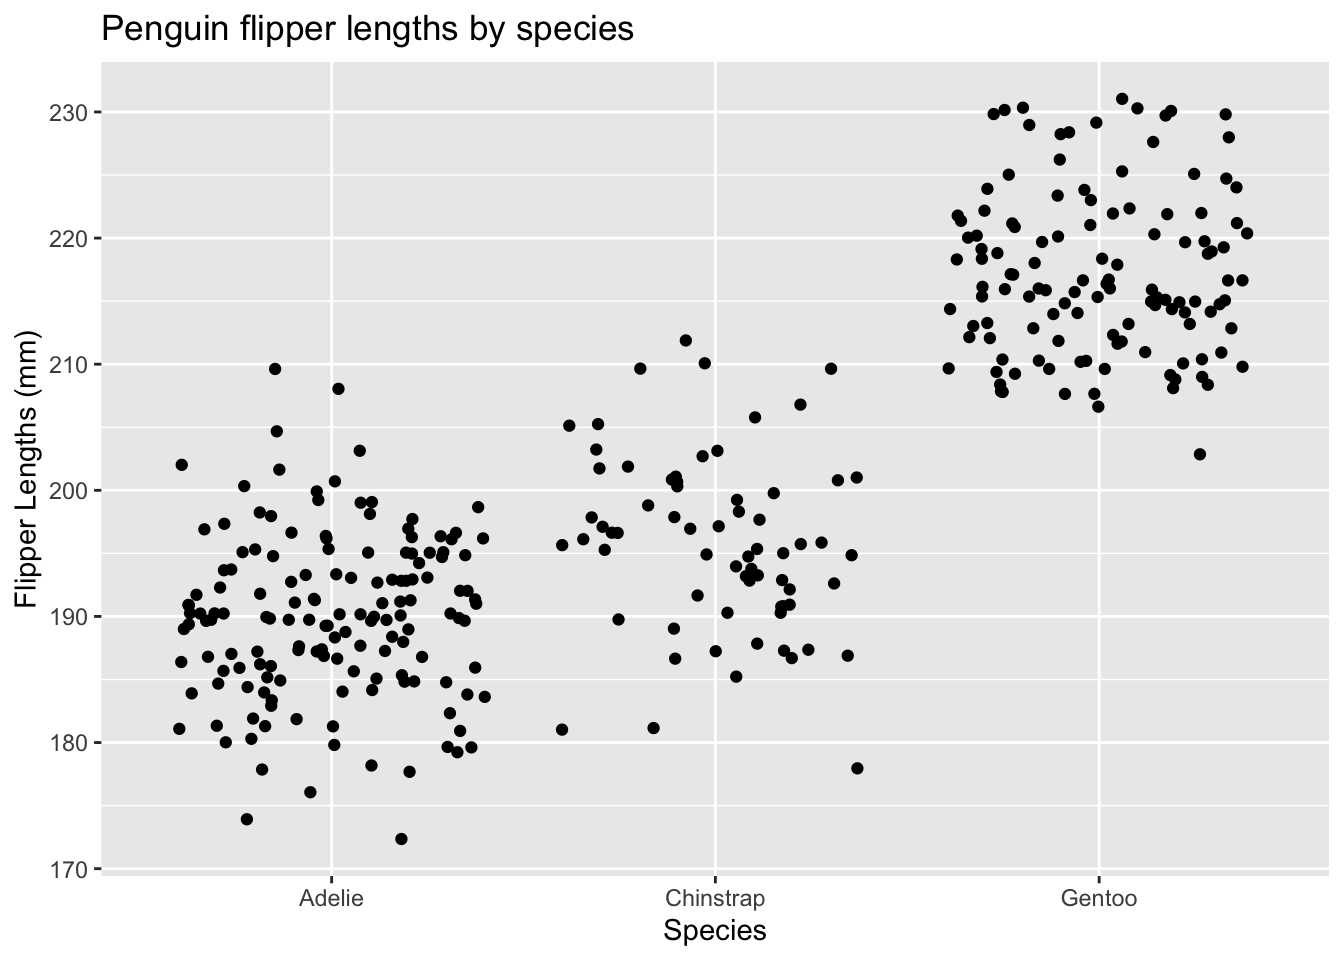 Penguin flipper lengths by species
Flipper Lengths (mm)
230
220
210
200
190
180
170
Adelie Chinstrap Gentoo
Species